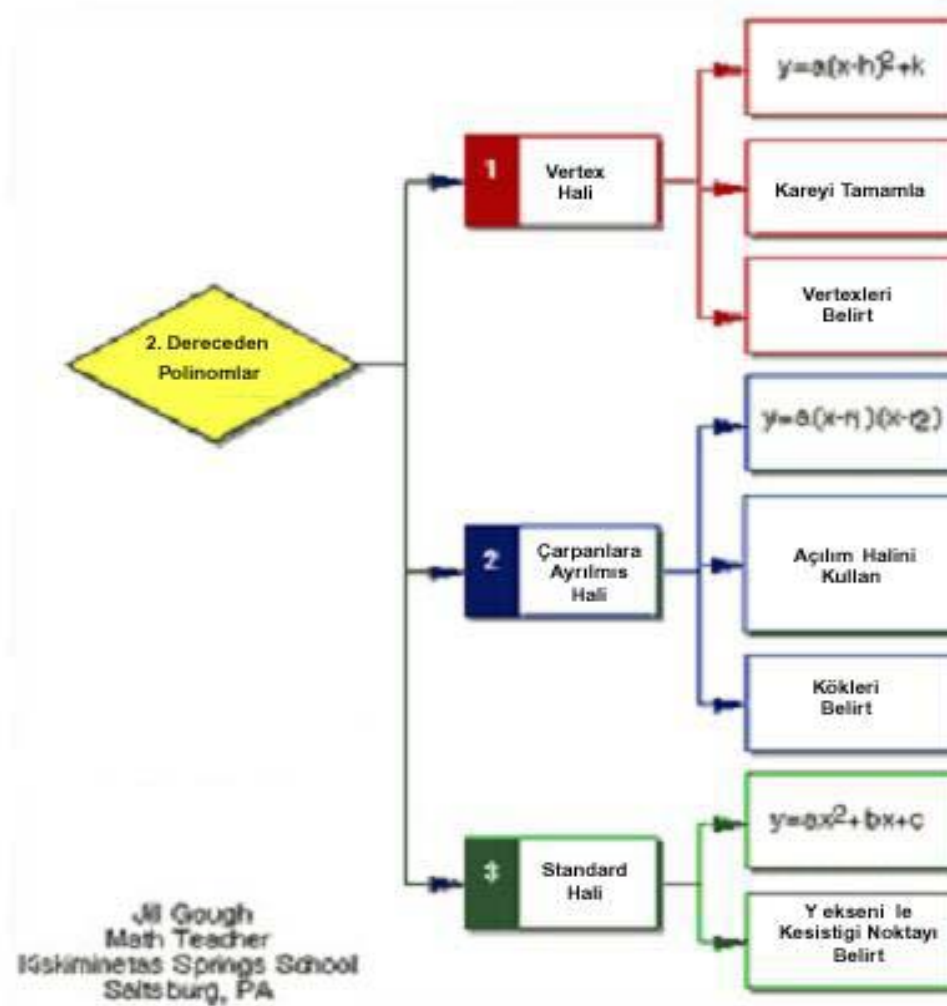 2. Dereceden
Polinomlar
1
Vertex
Hali
y=a(x-h)²+k
Kareyi Tamamla
Vertexleri
Belirt
2
Çarpanlara
Ayrılmıs
Hali
y=a(x-r1)(x-r2)
Açılım Halini
Kullan
Kökleri
Belirt
3
Standard
Hali
y=ax²+bx+c
Y ekseni le
Kesistigi Noktayı
Belirt
Jill Gough
Math Teacher
Kiskiminetas Springs School
Saltsburg, PA